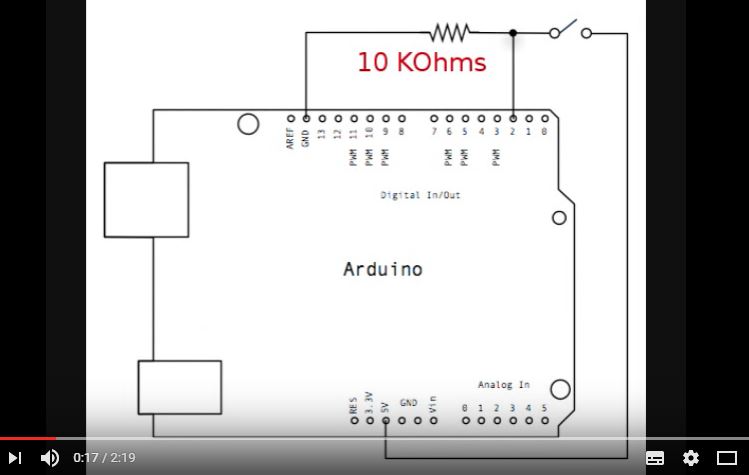 10 KOhms
AREF GND 13 12 11 10 9 8 7 6 5 4 3 2 1 0
PWM PWM PWM PWM PWM PWM
Digital In/Out
Arduino
Analog In
RES 3.3V 5V GND Vin 0 1 2 3 4 5
0:17 / 2:19